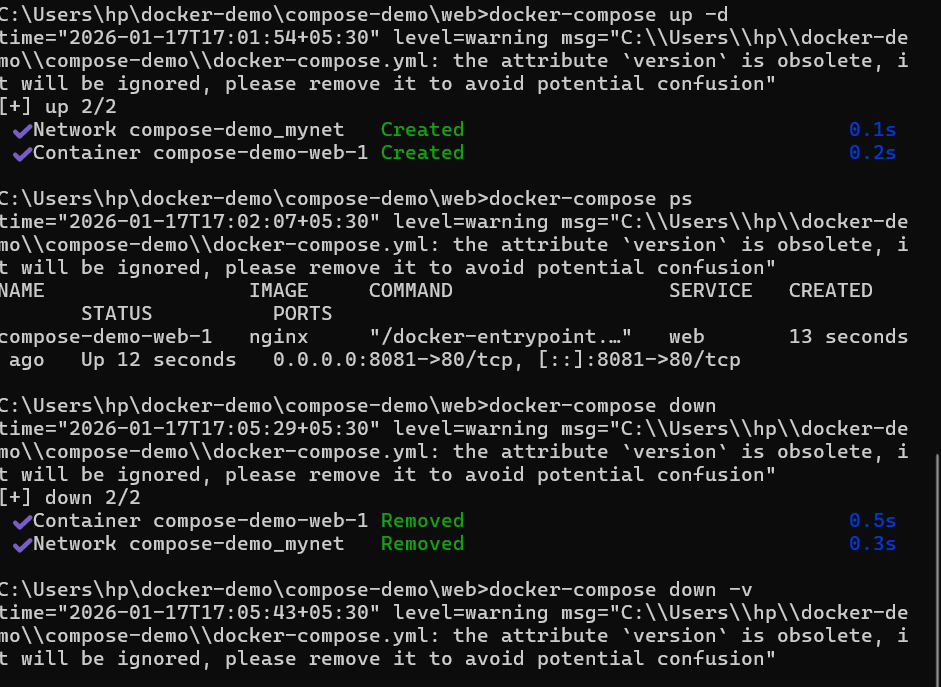 C:\Users\hp\docker-demo\compose-demo\web>docker-compose up -d
time="2026-01-17T17:01:54+05:30" level=warning msg="C:\\Users\\hp\\docker-de
mo\\compose-demo\\docker-compose.yml: the attribute `version` is obsolete, i
t will be ignored, please remove it to avoid potential confusion"
[+] up 2/2
✔Network compose-demo_mynet   Created   0.1s
✔Container compose-demo-web-1 Created   0.2s
C:\Users\hp\docker-demo\compose-demo\web>docker-compose ps
time="2026-01-17T17:02:07+05:30" level=warning msg="C:\\Users\\hp\\docker-de
mo\\compose-demo\\docker-compose.yml: the attribute `version` is obsolete, i
t will be ignored, please remove it to avoid potential confusion"
NAME                 IMAGE     COMMAND                  SERVICE   CREATED
       STATUS          PORTS
compose-demo-web-1   nginx     "/docker-entrypoint.…"   web       13 seconds
 ago   Up 12 seconds   0.0.0.0:8081->80/tcp, [::]:8081->80/tcp
C:\Users\hp\docker-demo\compose-demo\web>docker-compose down
time="2026-01-17T17:05:29+05:30" level=warning msg="C:\\Users\\hp\\docker-de
mo\\compose-demo\\docker-compose.yml: the attribute `version` is obsolete, i
t will be ignored, please remove it to avoid potential confusion"
[+] down 2/2
✔Container compose-demo-web-1 Removed   0.5s
✔Network compose-demo_mynet   Removed   0.3s
C:\Users\hp\docker-demo\compose-demo\web>docker-compose down -v
time="2026-01-17T17:05:43+05:30" level=warning msg="C:\\Users\\hp\\docker-de
mo\\compose-demo\\docker-compose.yml: the attribute `version` is obsolete, i
t will be ignored, please remove it to avoid potential confusion"